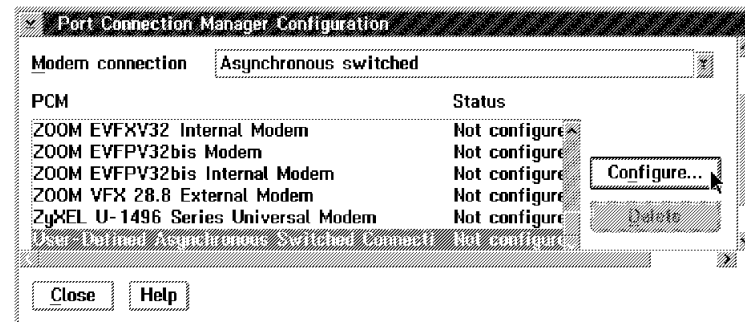 Port Connection Manager Configuration
Modem connection Asynchronous switched
PCM Status
ZOOM EVFXV32 Internal Modem Not configure
ZOOM EVFPV32bis Modem Not configure
ZOOM EVFPV32bis Internal Modem Not configure
Configure...
ZOOM VFX 28.8 External Modem Not configure
ZyXEL U-1496 Series Universal Modem Not configure
Delete
User-Defined Asynchronous Switched Connecti Not configure
Close Help